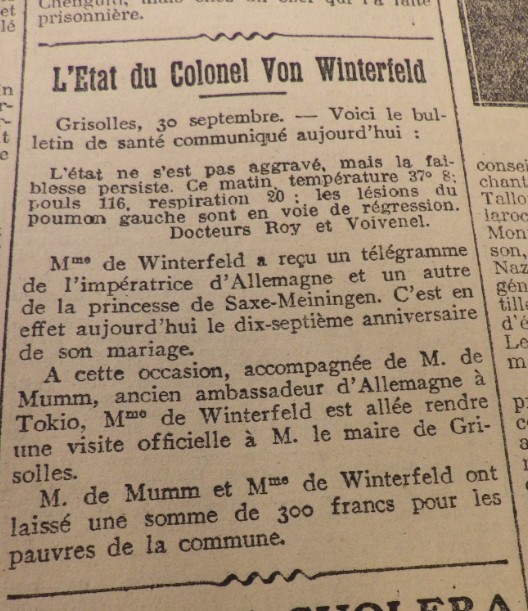 prisonnière.
L'Etat du Colonel Von Winterfeld
Grisolles, 30 septembre. — Voici le bul-
letin de santé communiqué aujourd'hui :
L'état ne s'est pas aggravé, mais la fai-
blesse persiste. Ce matin, température 37° 8;
pouls 116, respiration 20 ; les lésions du
poumon gauche sont en voie de régression.
Docteurs Roy et Voivenel.
Mme de Winterfeld a reçu un télégramme
de l'impératrice d'Allemagne et un autre
de la princesse de Saxe-Meiningen. C'est en
effet aujourd'hui le dix-septième anniversaire
de son mariage.
A cette occasion, accompagnée de M. de
Mumm, ancien ambassadeur d'Allemagne à
Tokio, Mme de Winterfeld est allée rendre
une visite officielle à M. le maire de Gri-
solles.
M. de Mumm et Mme de Winterfeld ont
laissé une somme de 300 francs pour les
pauvres de la commune.
CHOLERA